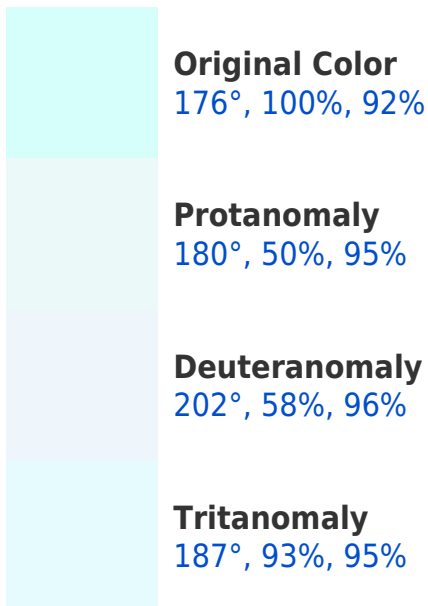 Original Color
176°, 100%, 92%
Protanomaly
180°, 50%, 95%
Deuteranomaly
202°, 58%, 96%
Tritanomaly
187°, 93%, 95%